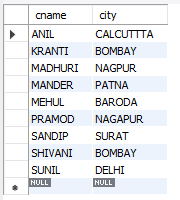 cname city
ANIL CALCUTTTA
KRANTI BOMBAY
MADHURI NAGPUR
MANDER PATNA
MEHUL BARODA
PRAMOD NAGAPUR
SANDIP SURAT
SHIVANI BOMBAY
SUNIL DELHI
NULL NULL